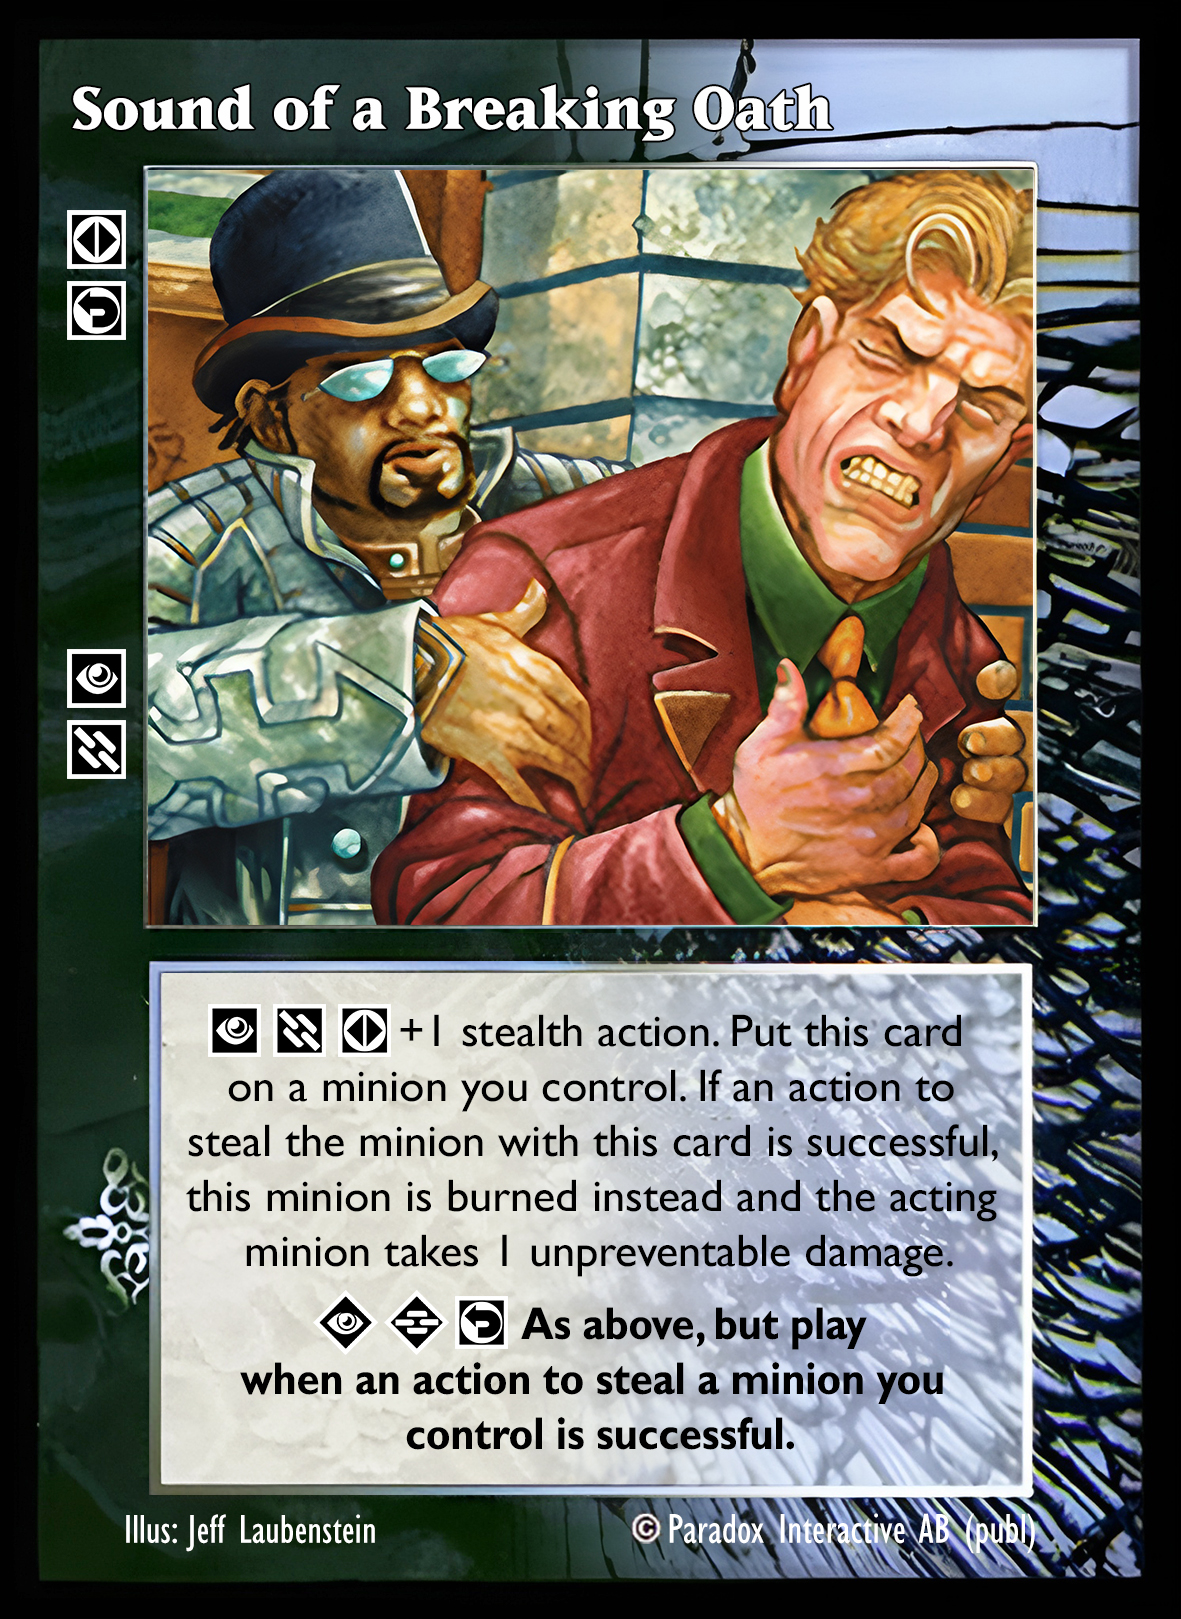 Sound of a Breaking Oath
+1 stealth action. Put this card
on a minion you control. If an action to
steal the minion with this card is successful,
this minion is burned instead and the acting
minion takes 1 unpreventable damage.
As above, but play
when an action to steal a minion you
control is successful.
Illus: Jeff Laubenstein
© Paradox Interactive AB (publ)